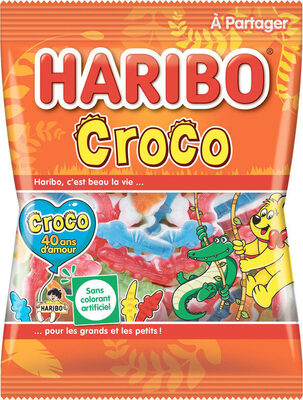 À Partager
HARIBO
CROCO
Haribo, c'est beau la vie ...
CROCO
40 ans
d'amour
HARIBO
Sans
colorant
artificiel
... pour les grands et les petits !